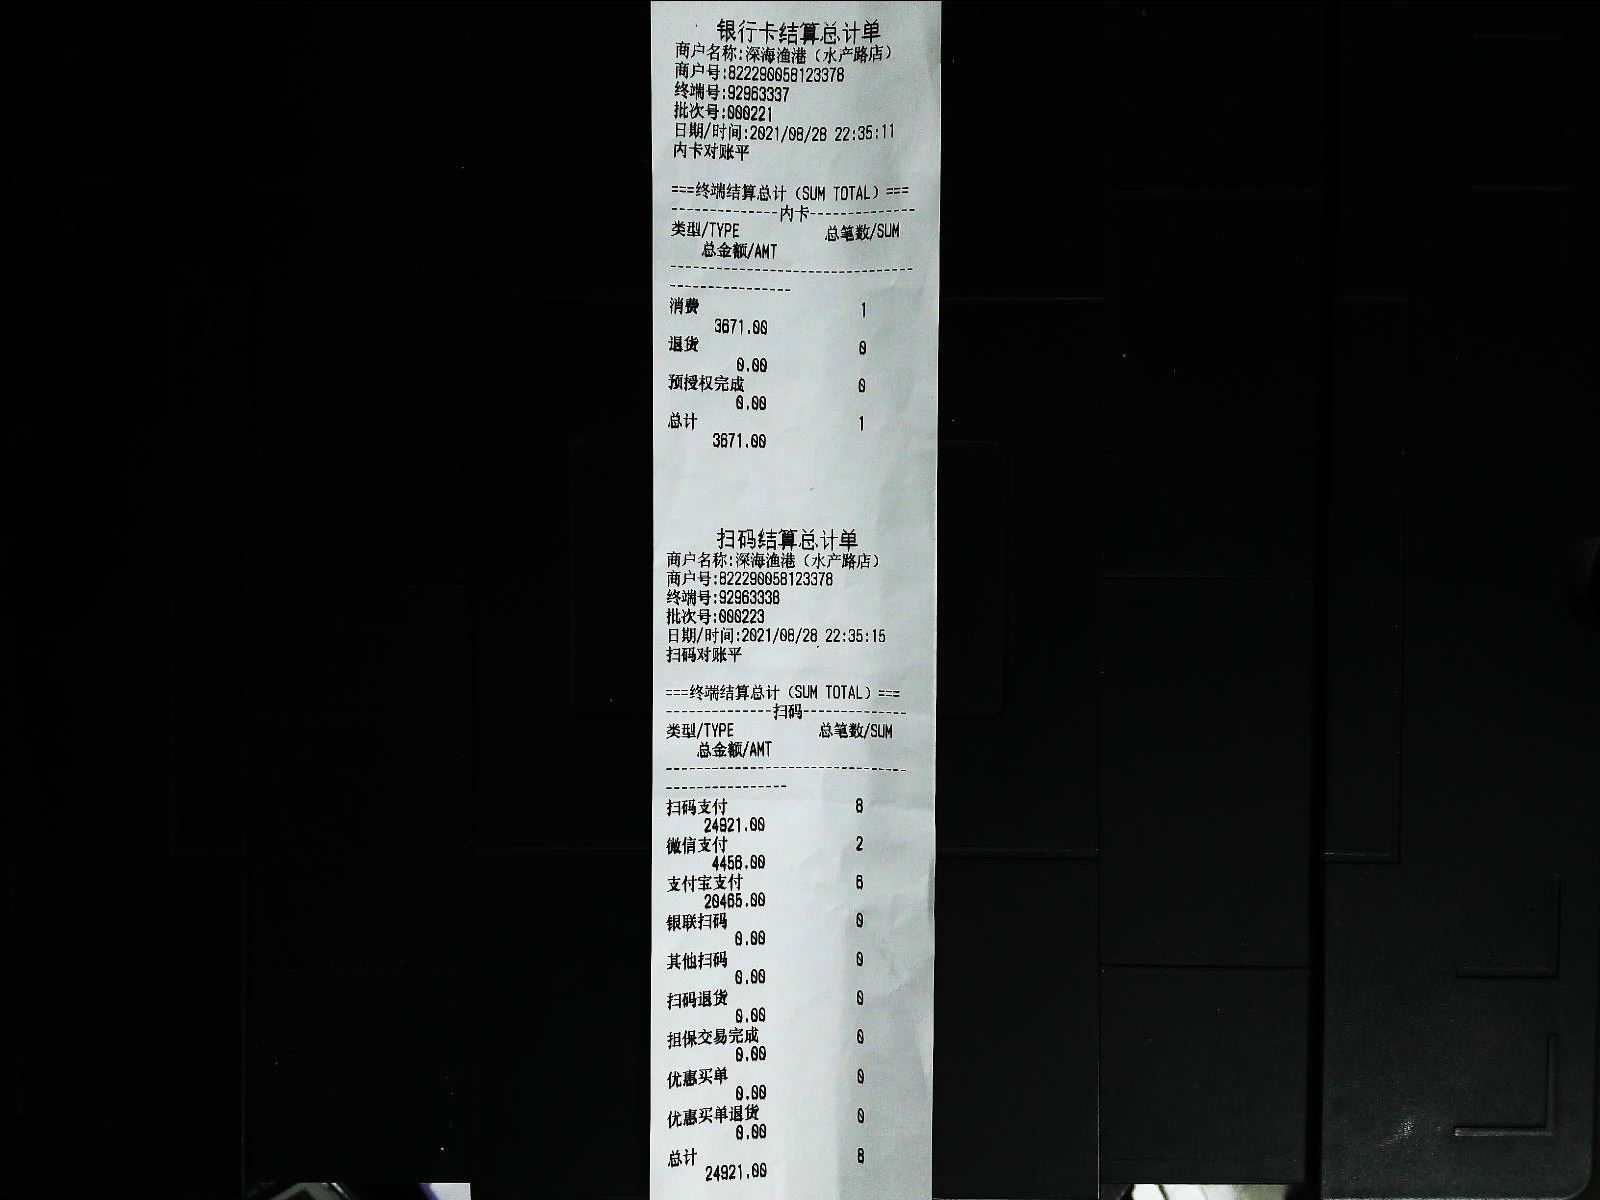 银行卡结算总计单
商户名称:深海渔港（水产路店）
商户号:822290058123378
终端号:92963337
批次号:000221
日期/时间:2021/08/28 22:35:11
内卡对账平
===终端结算总计（SUM TOTAL）===
--------------内卡--------------
类型/TYPE 总笔数/SUM
总金额/AMT
--------------------------------
----------------
消费 1
3671.00
退货 0
0.00
预授权完成 0
0.00
总计 1
3671.00
扫码结算总计单
商户名称:深海渔港（水产路店）
商户号:822290058123378
终端号:92963338
批次号:000223
日期/时间:2021/08/28 22:35:15
扫码对账平
===终端结算总计（SUM TOTAL）===
--------------扫码--------------
类型/TYPE 总笔数/SUM
总金额/AMT
--------------------------------
----------------
扫码支付 8
24921.00
微信支付 2
4456.00
支付宝支付 6
20465.00
银联扫码 0
0.00
其他扫码 0
0.00
扫码退货 0
0.00
担保交易完成 0
0.00
优惠买单 0
0.00
优惠买单退货 0
0.00
总计 8
24921.00